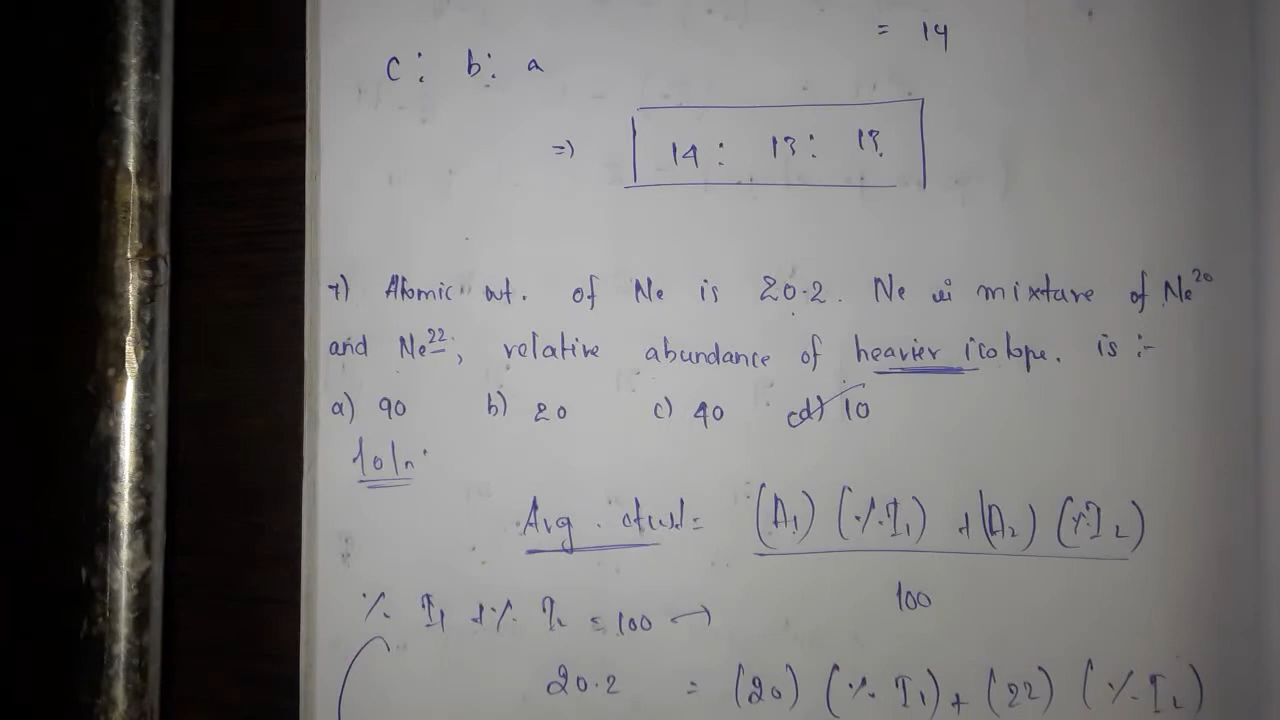 = 14
c : b : a
=) 14 : 13 : 13
7) Atomic wt. of Ne is 20.2. Ne is mixture of Ne²⁰
and Ne²²; relative abundance of heavier isotope. is :-
a) 90 b) 20 c) 40 d) 10
Soln.
Avg. = (A₁) (% I₁) + (A₂) (% I₂)
100
% I₁ + % I₂ = 100 →
20.2 = (20) (% I₁) + (22) (% I₂)